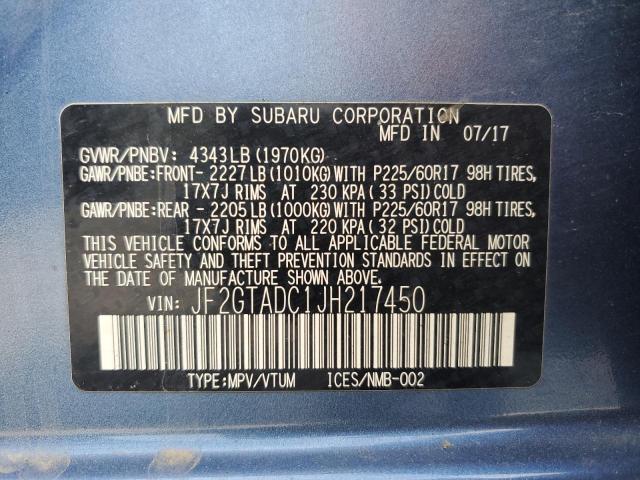 MFD BY SUBARU CORPORATION
MFD IN 07/17
GVWR/PNBV: 4343LB(1970KG)
GAWR/PNBE:FRONT- 2227LB(1010KG)WITH P225/60R17 98H TIRES,
17X7J RIMS AT 230 KPA(33 PSI)COLD
GAWR/PNBE:REAR - 2205LB(1000KG)WITH P225/60R17 98H TIRES,
17X7J RIMS AT 220 KPA(32 PSI)COLD
THIS VEHICLE CONFORMS TO ALL APPLICABLE FEDERAL MOTOR
VEHICLE SAFETY AND THEFT PREVENTION STANDARDS IN EFFECT
ON THE DATE OF MANUFACTURE SHOWN ABOVE.
VIN: JF2GTADC1JH217450
TYPE:MPV/VTUM ICES/NMB-002